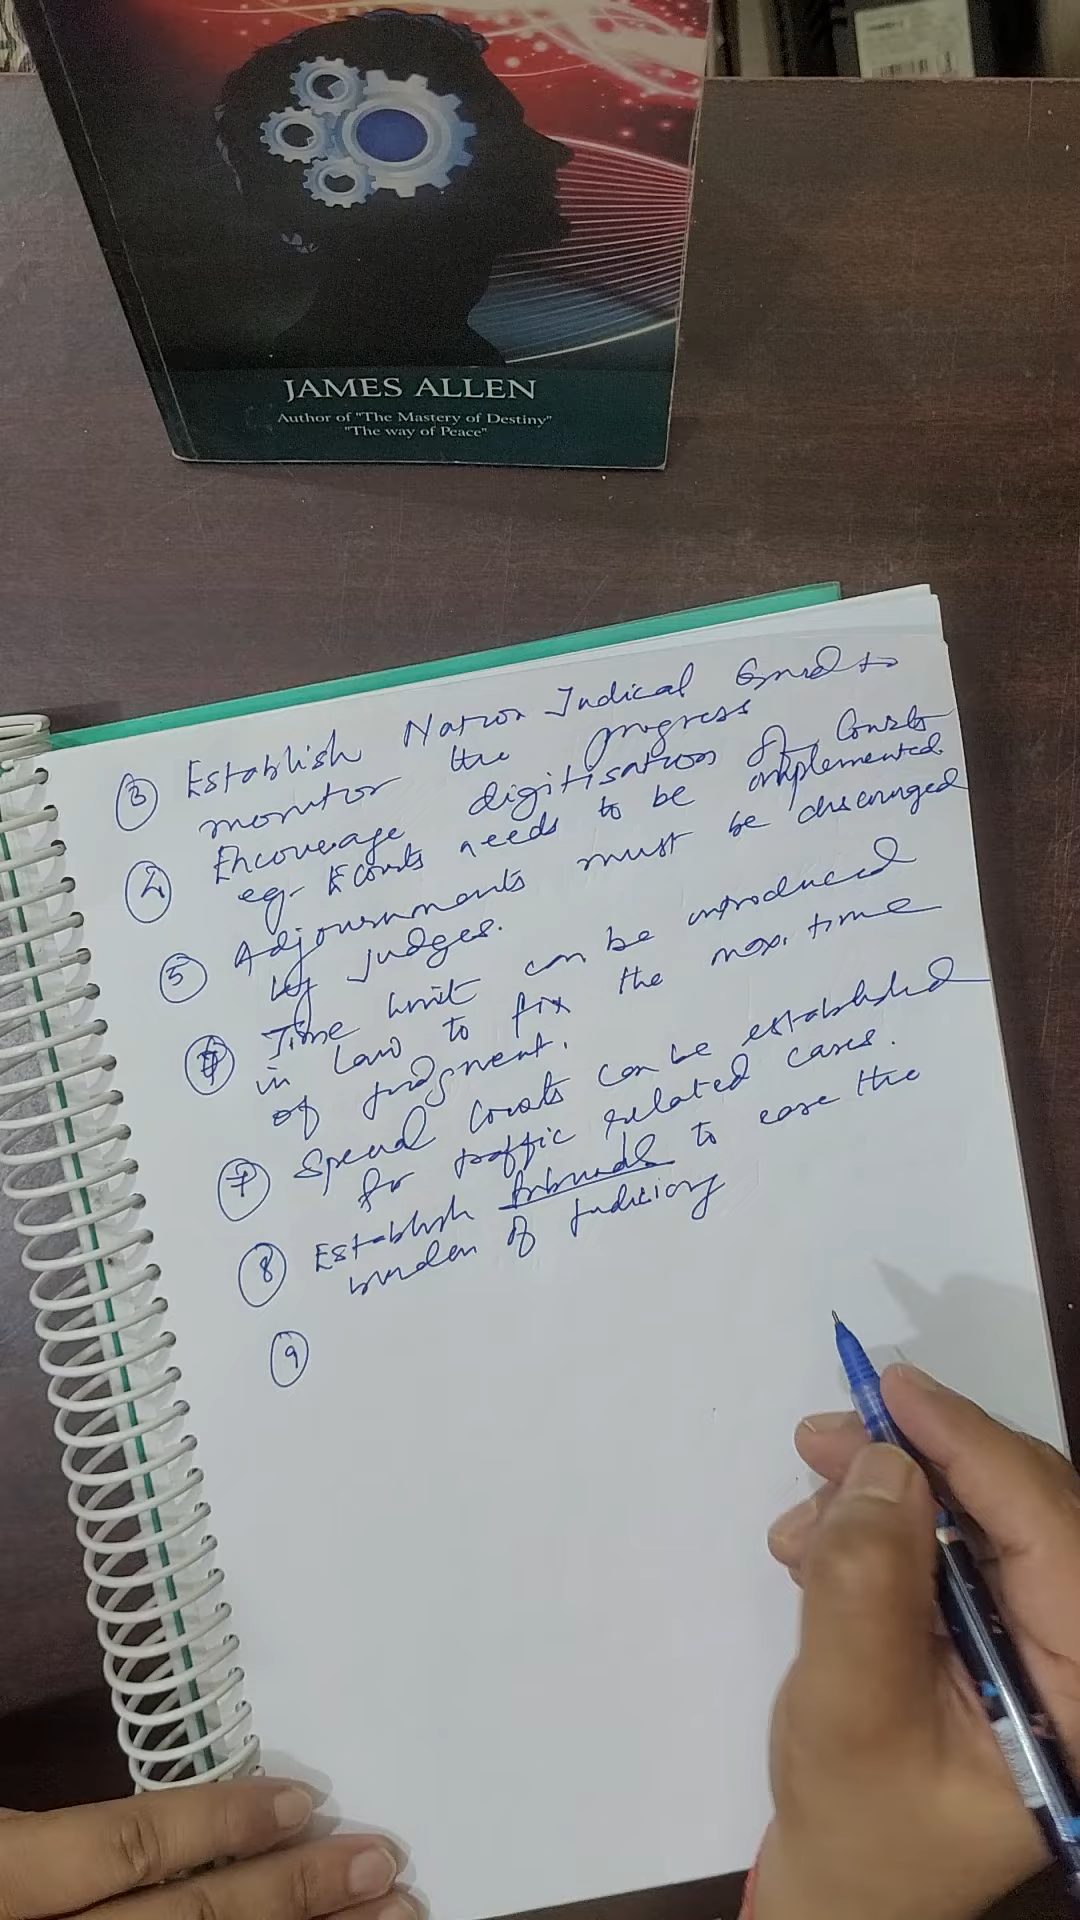 JAMES ALLEN
Author of "The Mastery of Destiny"
"The way of Peace"
③ Establish Nation Judical Grid to
monitor the progress
④ Encourage digitisation of Courts
eg- Ecourts needs to be implemented
⑤ Adjournments must be discouraged
by judges.
Time limit can be introduced
in law to fix the max. time
of judgment.
⑦ Special Courts can be established
for traffic related cases.
⑧ Establish tribunals to ease the
burden of judiciary
⑨